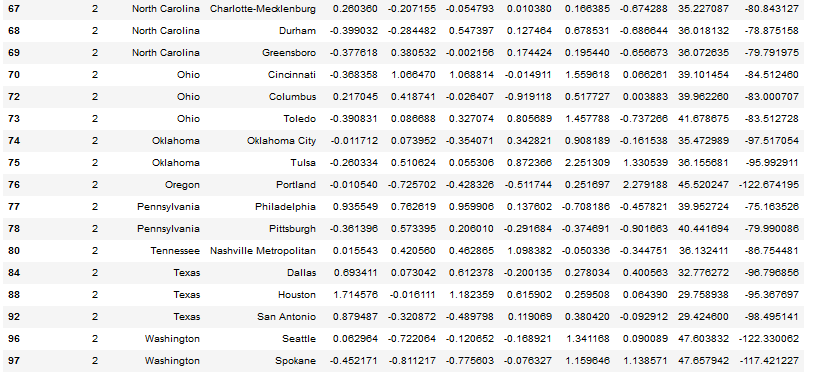 67 2 North Carolina Charlotte-Mecklenburg 0.260360 -0.207155 -0.054793 0.010380 0.166385 -0.674288 35.227087 -80.843127
68 2 North Carolina Durham -0.399032 -0.284482 0.547397 0.127464 0.678531 -0.686644 36.018132 -78.875158
69 2 North Carolina Greensboro -0.377618 0.380532 -0.002156 0.174424 0.195440 -0.656673 36.072635 -79.791975
70 2 Ohio Cincinnati -0.368358 1.066470 1.068814 -0.014911 1.559618 0.066261 39.101454 -84.512460
72 2 Ohio Columbus 0.217045 0.418741 -0.026407 -0.919118 0.517727 0.003883 39.962260 -83.000707
73 2 Ohio Toledo -0.390831 0.086688 0.327074 0.805689 1.457788 -0.737266 41.678675 -83.512728
74 2 Oklahoma Oklahoma City -0.011712 0.073952 -0.354071 0.342821 0.908189 -0.161538 35.472989 -97.517054
75 2 Oklahoma Tulsa -0.260334 0.510624 0.055306 0.872366 2.251309 1.330539 36.155681 -95.992911
76 2 Oregon Portland -0.010540 -0.725702 -0.428326 -0.511744 0.251697 2.279188 45.520247 -122.674195
77 2 Pennsylvania Philadelphia 0.935549 0.762619 0.959906 0.137602 -0.708186 -0.457821 39.952724 -75.163526
78 2 Pennsylvania Pittsburgh -0.361396 0.573395 0.206010 -0.291684 -0.374691 -0.901663 40.441694 -79.990086
80 2 Tennessee Nashville Metropolitan 0.015543 0.420560 0.462865 1.098382 -0.050336 -0.344751 36.132411 -86.754481
84 2 Texas Dallas 0.693411 0.073042 0.612378 -0.200135 0.278034 0.400563 32.776272 -96.796856
88 2 Texas Houston 1.714576 -0.016111 1.182359 0.615902 0.259508 0.064390 29.758938 -95.367697
92 2 Texas San Antonio 0.879487 -0.320872 -0.489798 0.119069 0.380420 -0.092912 29.424600 -98.495141
96 2 Washington Seattle 0.062964 -0.722064 -0.120652 -0.168921 1.341168 0.090089 47.603832 -122.330062
97 2 Washington Spokane -0.452171 -0.811217 -0.775603 -0.076327 1.159646 1.138571 47.657942 -117.421227